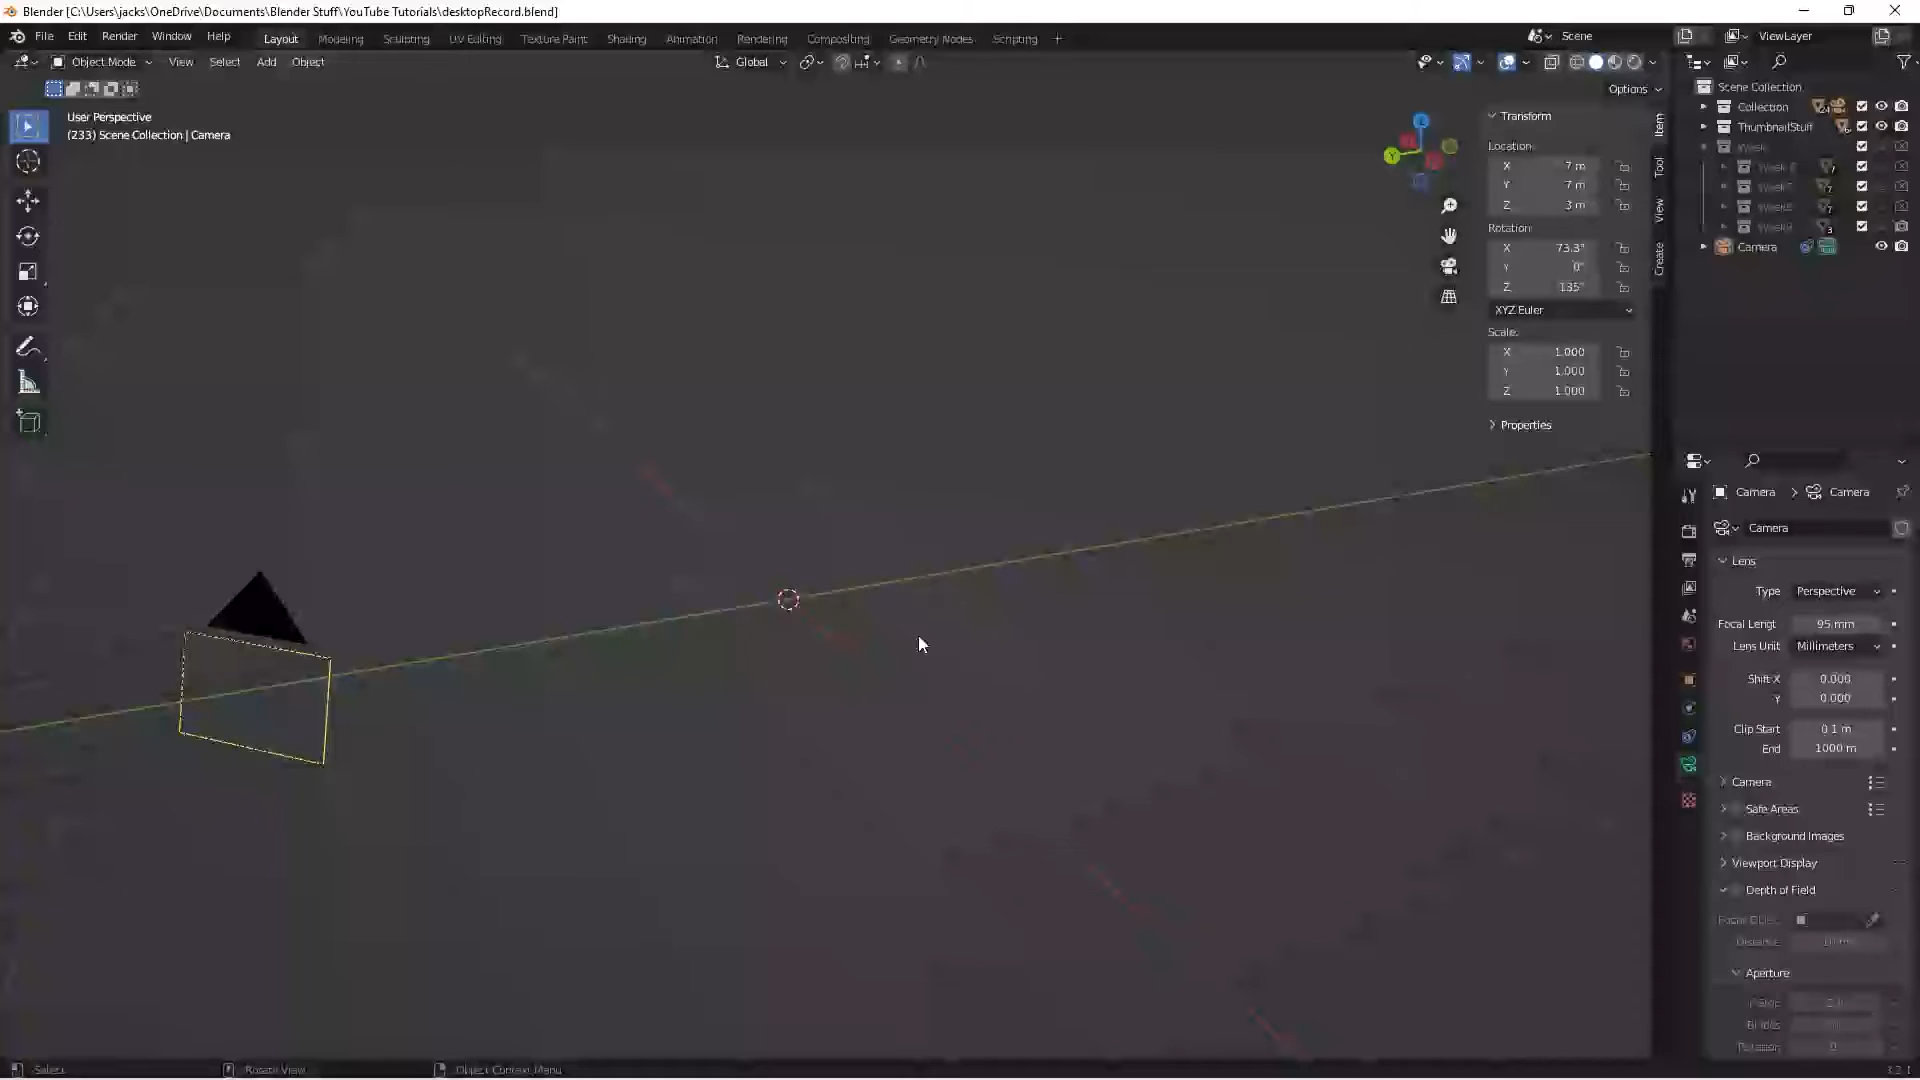 Blender [C:\Users\jacks\OneDrive\Documents\Blender Stuff\YouTube Tutorials\desktopRecord.blend]
File Edit Render Window Help Layout Modeling Sculpting UV Editing Texture Paint Shading Animation Rendering Compositing Geometry Nodes Scripting + Scene ViewLayer
Object Mode View Select Add Object Global
Options
User Perspective
(233) Scene Collection | Camera
Transform
Location:
X 7 m
Y 7 m
Z 3 m
Rotation:
X 73.3°
Y 0°
Z 135°
XYZ Euler
Scale:
X 1.000
Y 1.000
Z 1.000
Properties
Item
Tool
View
Create
Z
Y
Scene Collection
Collection 24
ThumbnailStuff
Camera
Camera > Camera
Camera
Lens
Type Perspective
Focal Lengt 95 mm
Lens Unit Millimeters
Shift X 0.000
Y 0.000
Clip Start 0.1 m
End 1000 m
Camera
Safe Areas
Background Images
Viewport Display
Depth of Field
Distance
Aperture
Select Rotate View Object Context Menu 3.2.1